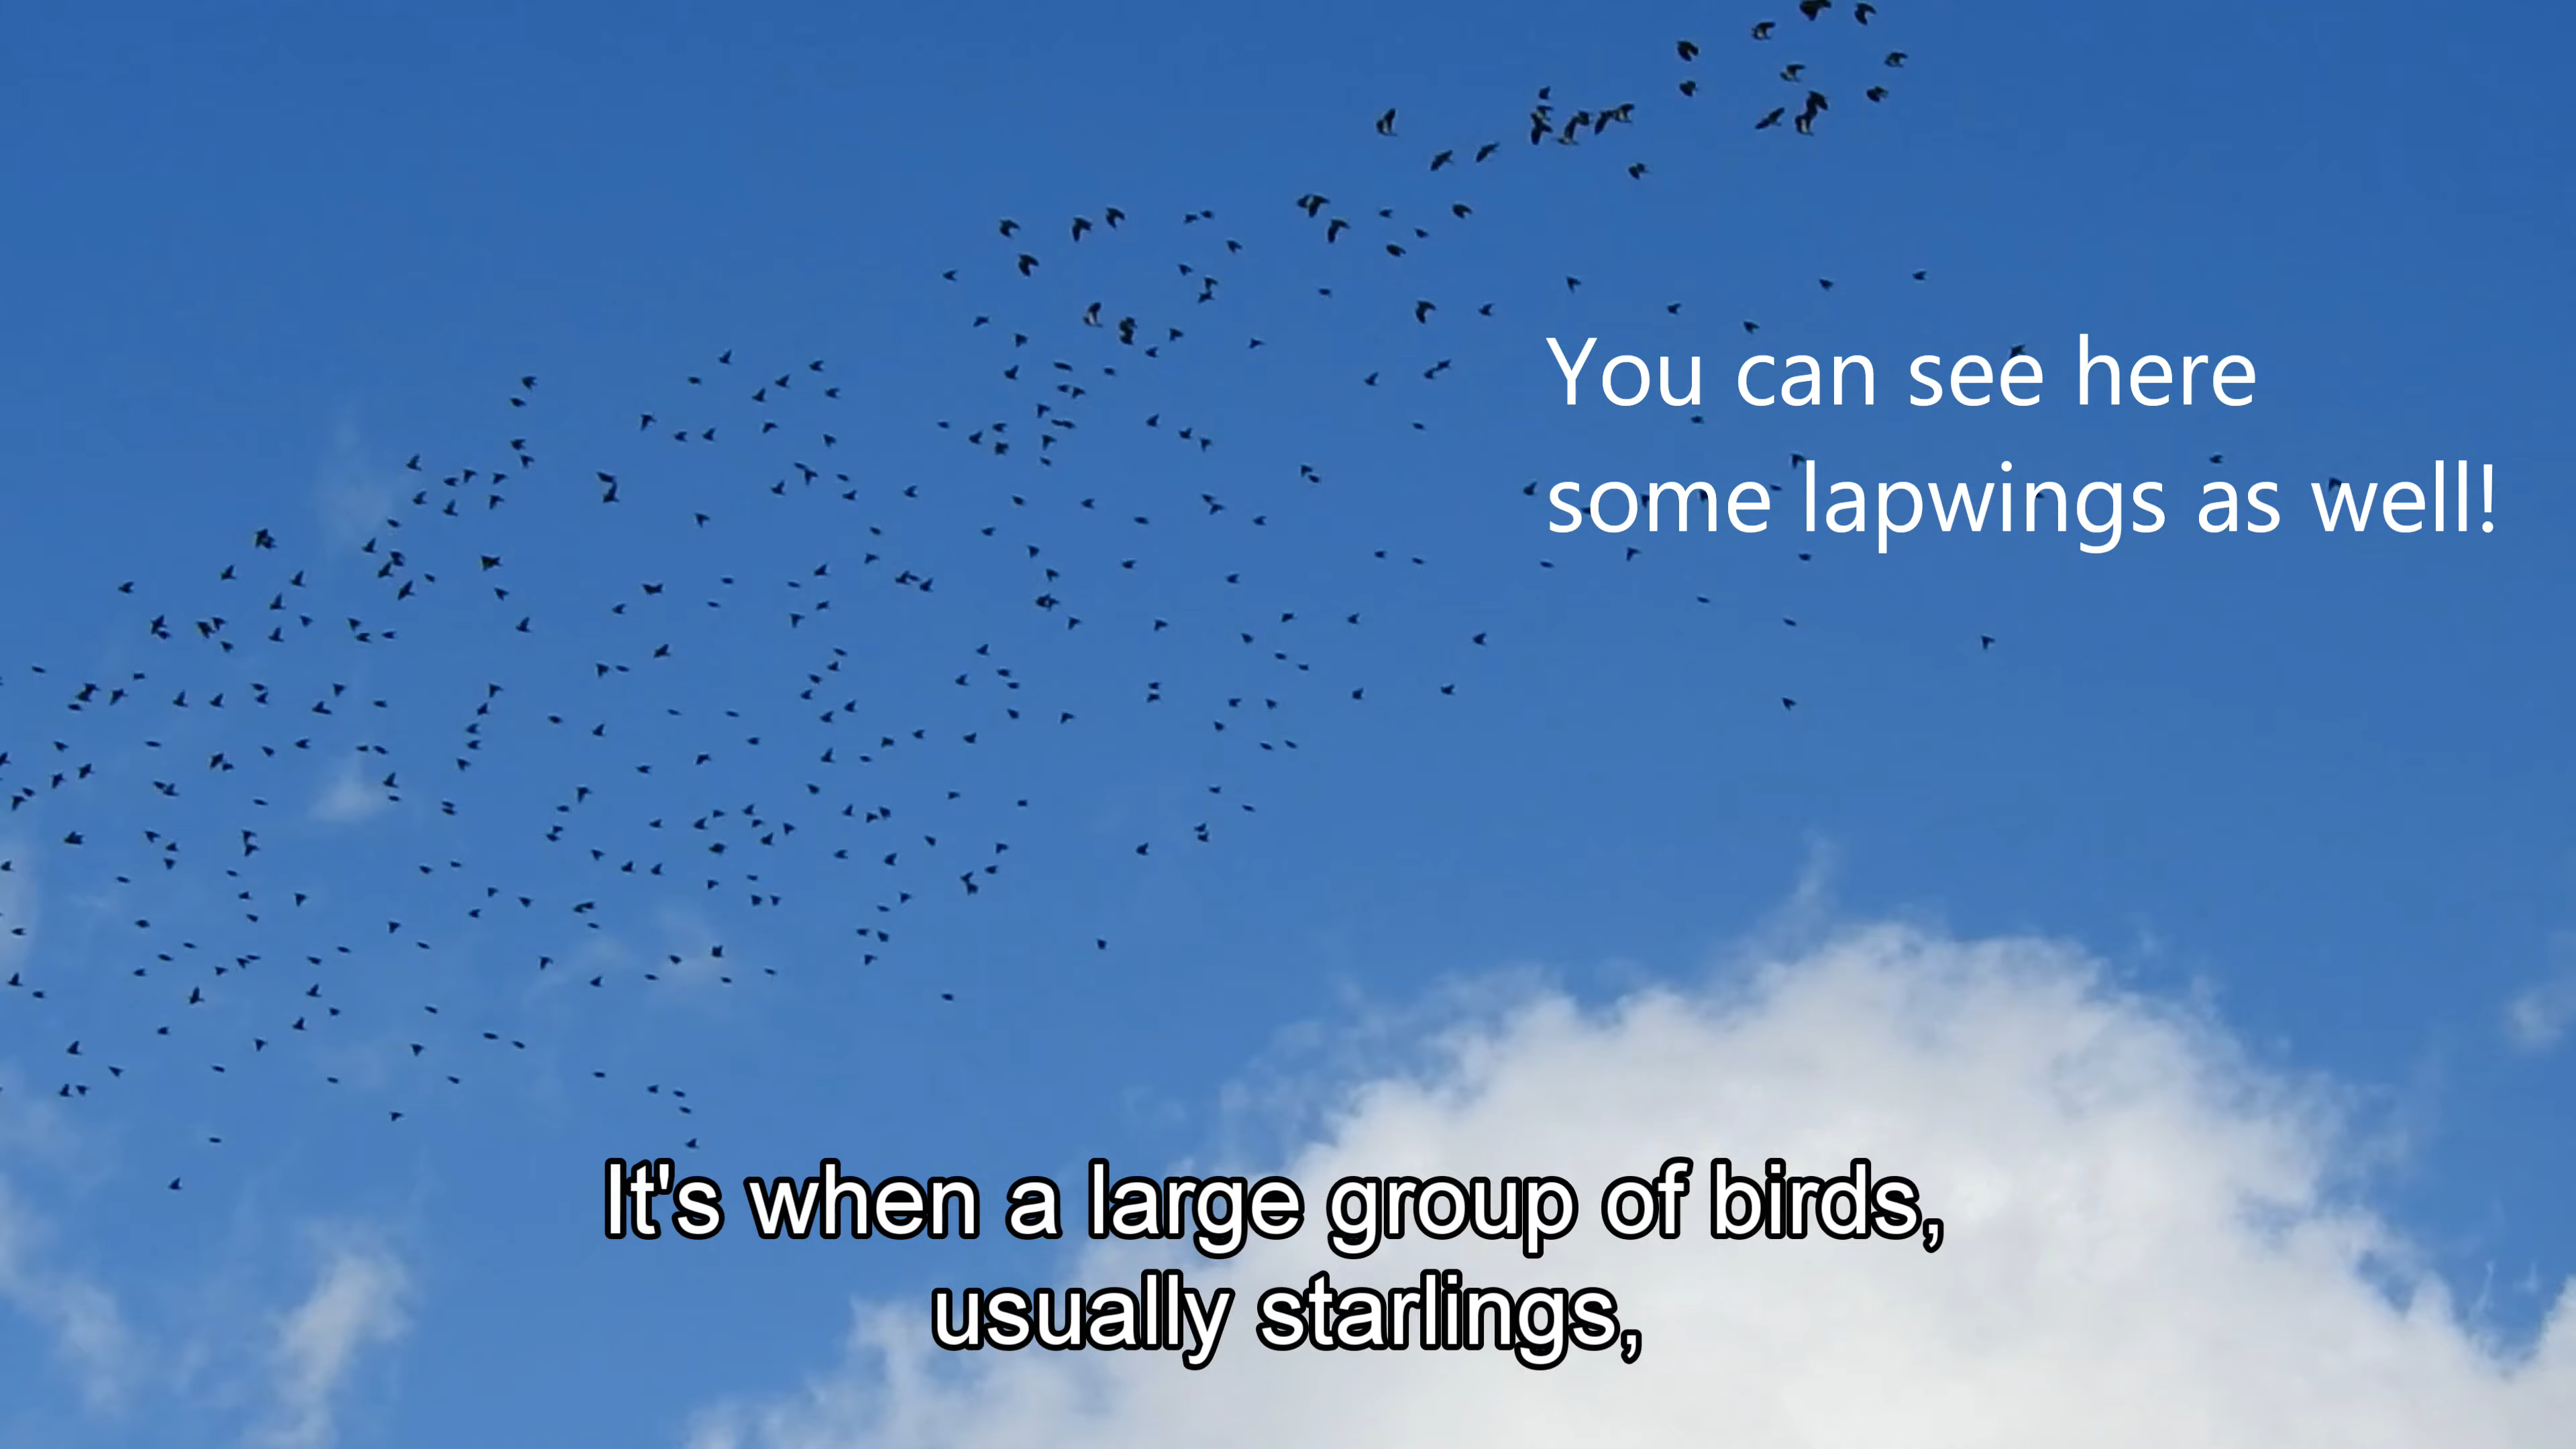 You can see here
some lapwings as well!
It's when a large group of birds,
usually starlings,